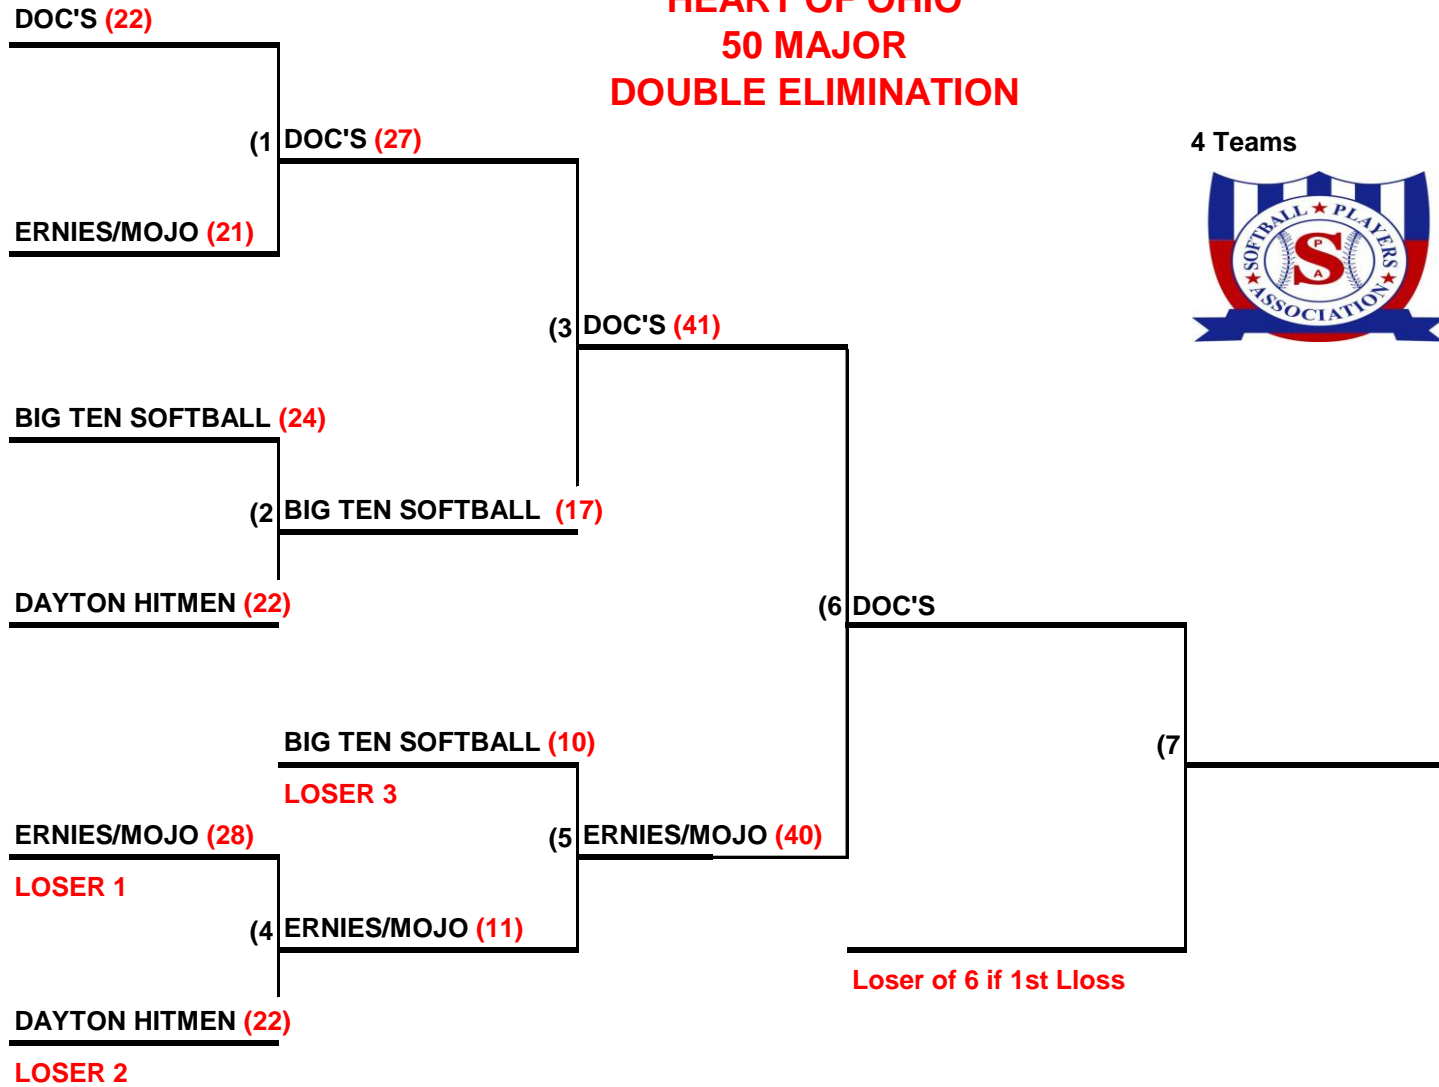 HEART OF OHIO
50 MAJOR
DOUBLE ELIMINATION
4 Teams
SOFTBALL ★ PLAYERS
★ ASSOCIATION ★
S
P
A
DOC'S (22)
(1 DOC'S (27)
ERNIES/MOJO (21)
(3 DOC'S (41)
BIG TEN SOFTBALL (24)
(2 BIG TEN SOFTBALL (17)
DAYTON HITMEN (22)
(6 DOC'S
BIG TEN SOFTBALL (10)
(7
LOSER 3
ERNIES/MOJO (28)
(5 ERNIES/MOJO (40)
LOSER 1
(4 ERNIES/MOJO (11)
Loser of 6 if 1st Lloss
DAYTON HITMEN (22)
LOSER 2